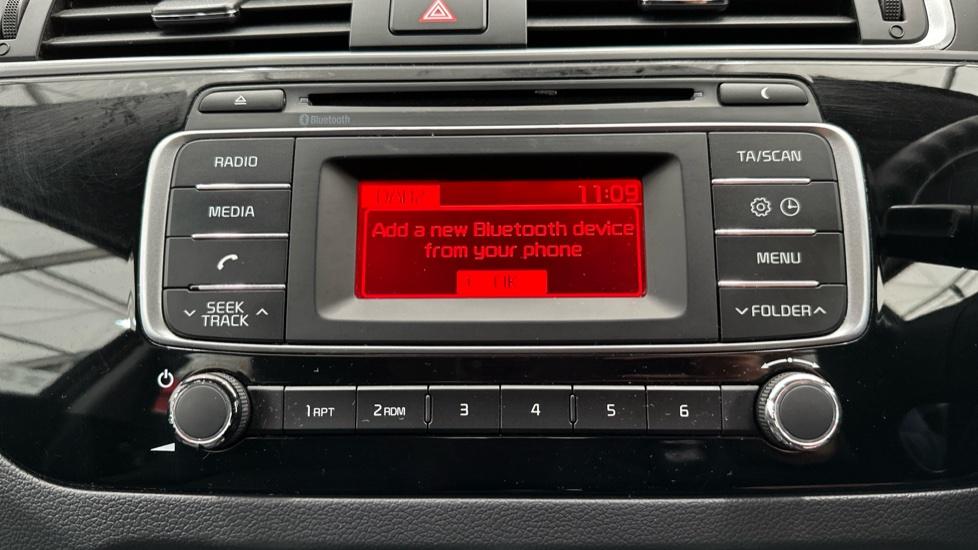 Bluetooth
RADIO
MEDIA
SEEK
TRACK
11:09
Add a new Bluetooth device
from your phone
OK
TA/SCAN
MENU
FOLDER
1 RPT
2 RDM
3
4
5
6